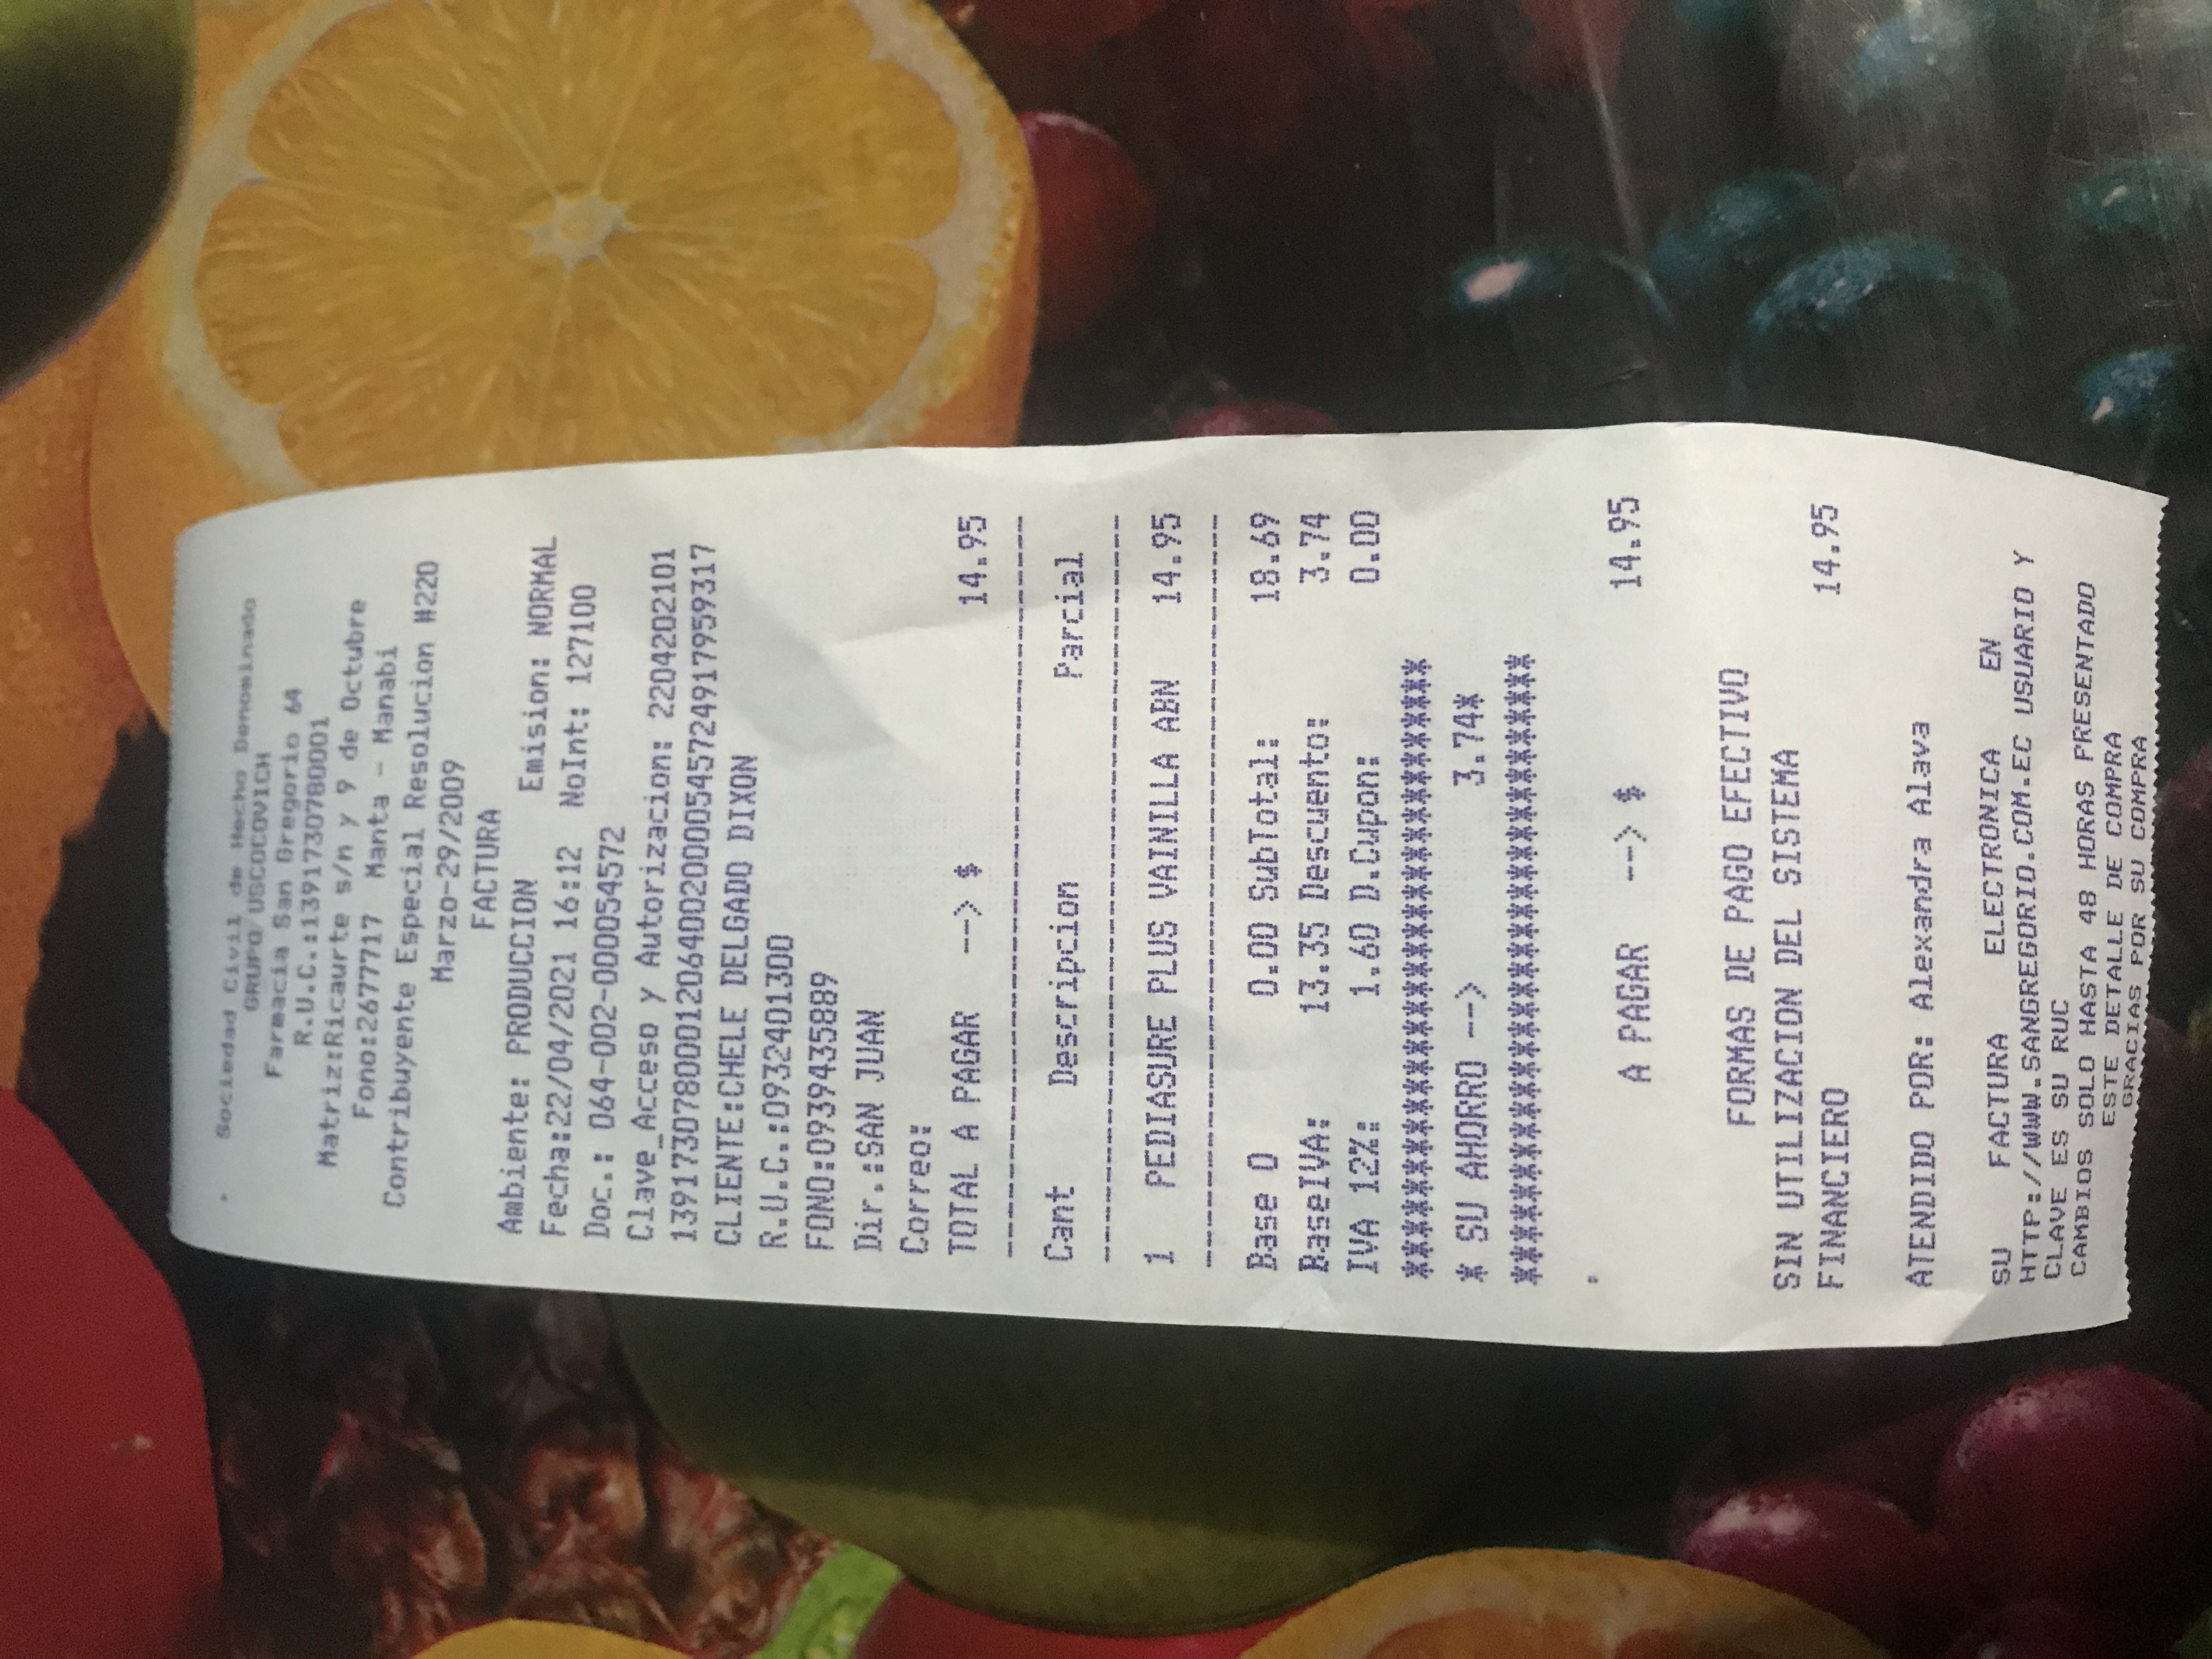 Sociedad Civil de Hecho Denominado
GRUPO USCOCOVICH
Farmacia San Gregorio 64
R.U.C.:1391730780001
Matriz:Ricaurte s/n y 9 de Octubre
Fono:2677717 Manta - Manabi
Contribuyente Especial Resolucion #220
Marzo-29/2009
FACTURA
Ambiente: PRODUCCION Emision: NORMAL
Fecha:22/04/2021 16:12 NoInt: 127100
Doc.: 064-002-000054572
Clave_Acceso y Autorizacion: 2204202101
139173078000120640020000545724917959317
CLIENTE:CHELE DELGADO DIXON
R.U.C.:0932401300
FONO:0939435889
Dir.:SAN JUAN
Correo:
TOTAL A PAGAR --> $ 14.95
Cant Descripcion Parcial
1 PEDIASURE PLUS VAINILLA ABN 14.95
Base 0 0.00 SubTotal: 18.69
BaseIVA: 13.35 Descuento: 3.74
IVA 12%: 1.60 D.Cupon: 0.00
*******************************
* SU AHORRO --> 3.74*
*******************************
.
A PAGAR --> $ 14.95
FORMAS DE PAGO EFECTIVO
SIN UTILIZACION DEL SISTEMA
FINANCIERO 14.95
ATENDIDO POR: Alexandra Alava
SU FACTURA ELECTRONICA EN
HTTP://WWW.SANGREGORIO.COM.EC USUARIO Y
CLAVE ES SU RUC
CAMBIOS SOLO HASTA 48 HORAS PRESENTADO
ESTE DETALLE DE COMPRA
GRACIAS POR SU COMPRA